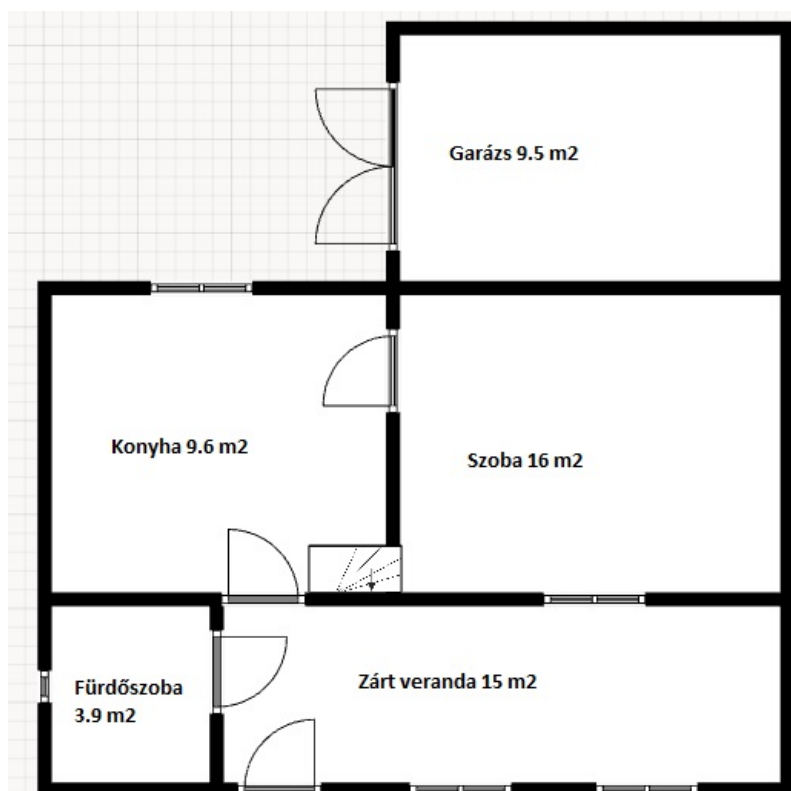 Garázs 9.5 m2
Konyha 9.6 m2
Szoba 16 m2
Fürdőszoba
3.9 m2
Zárt veranda 15 m2